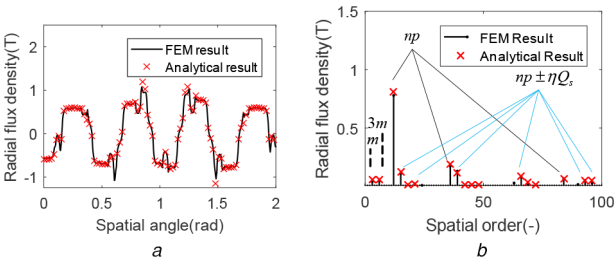 Radial flux density(T)
2
1
0
-1
FEM result
Analytical result
0
0.5
1
1.5
2
Spatial angle(rad)
a
Radial flux density(T)
1.5
1
0.5
FEM Result
Analytical Result
np
np ± ηQₛ
3m
m
0
50
100
Spatial order(-)
b